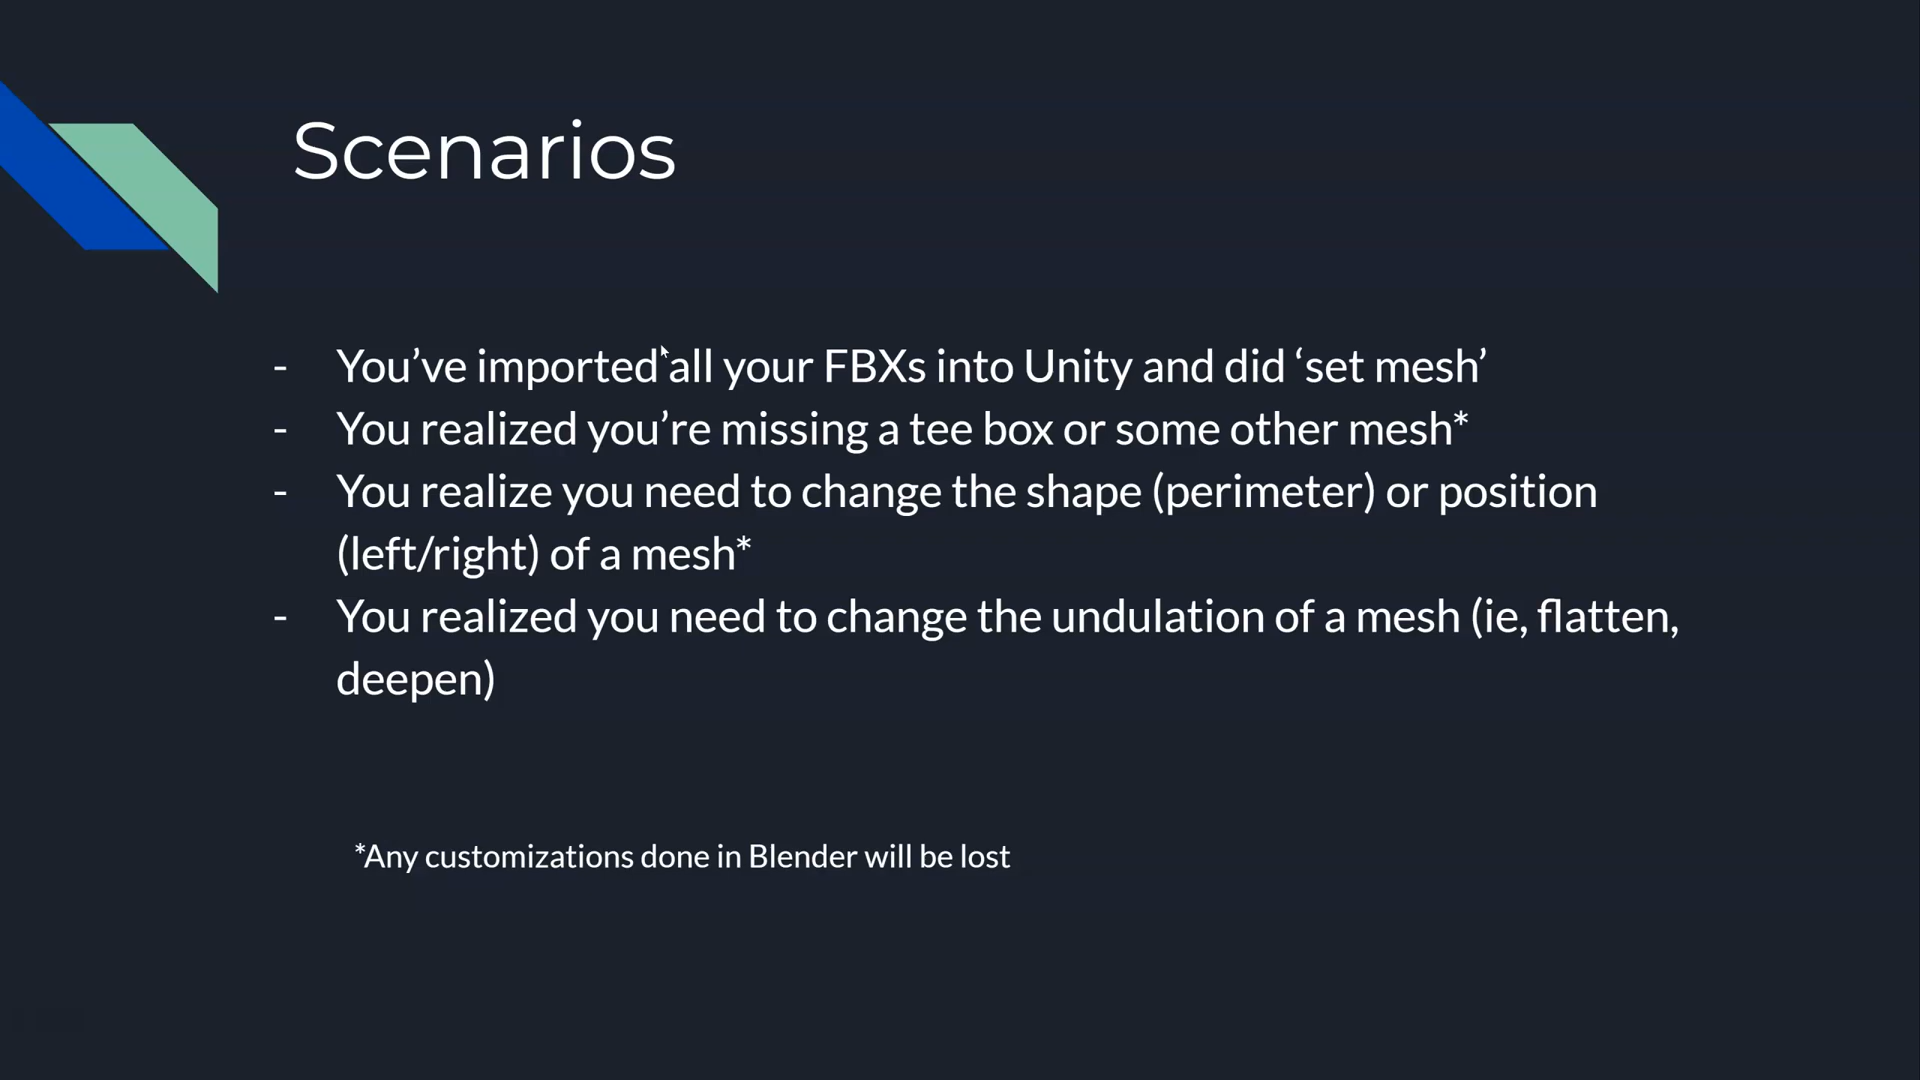 Scenarios
- You’ve imported all your FBXs into Unity and did ‘set mesh’
- You realized you’re missing a tee box or some other mesh*
- You realize you need to change the shape (perimeter) or position
(left/right) of a mesh*
- You realized you need to change the undulation of a mesh (ie, flatten,
deepen)
*Any customizations done in Blender will be lost